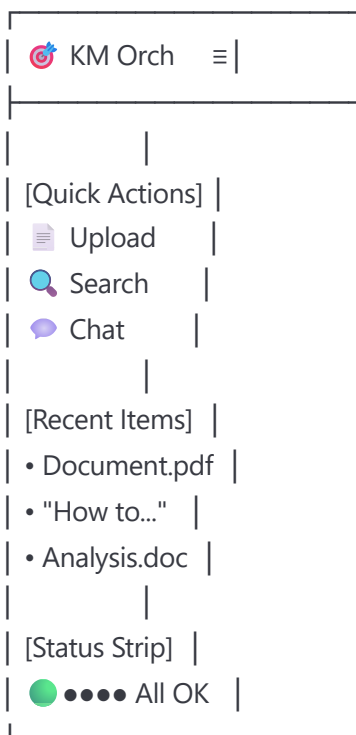 🎯 KM Orch ≡
[Quick Actions]
📄 Upload
🔍 Search
💬 Chat
[Recent Items]
• Document.pdf
• "How to..."
• Analysis.doc
[Status Strip]
🟢●●●● All OK